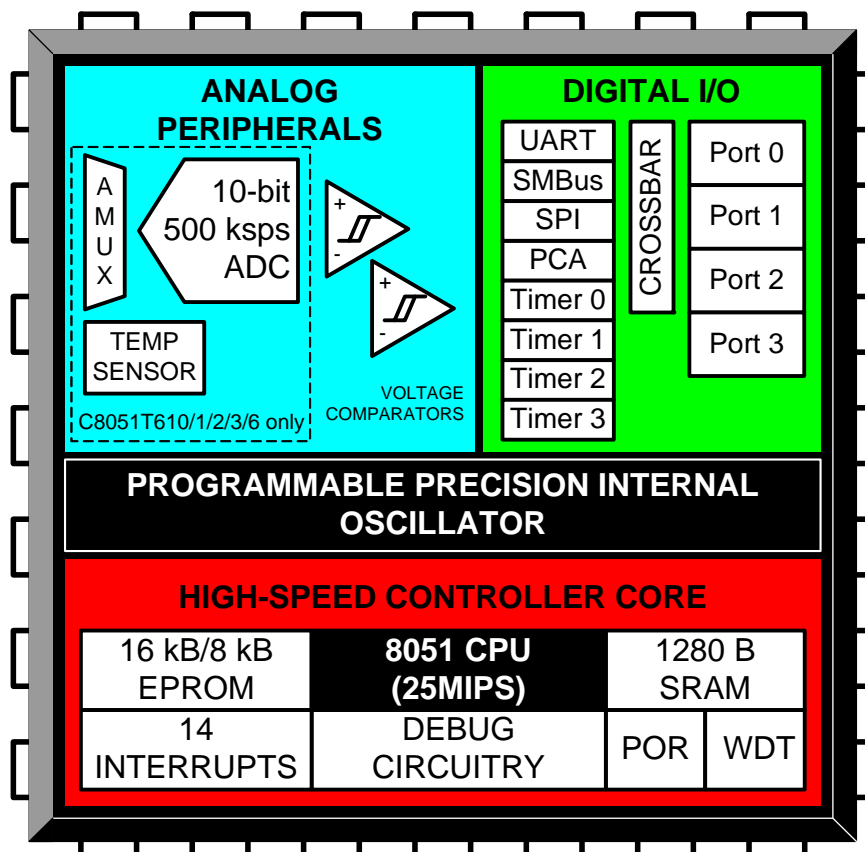 ANALOG
PERIPHERALS
A
M
U
X
10-bit
500 ksps
ADC
+
-
+
-
TEMP
SENSOR
VOLTAGE
COMPARATORS
C8051T610/1/2/3/6 only
DIGITAL I/O
UART
SMBus
SPI
PCA
Timer 0
Timer 1
Timer 2
Timer 3
CROSSBAR
Port 0
Port 1
Port 2
Port 3
PROGRAMMABLE PRECISION INTERNAL
OSCILLATOR
HIGH-SPEED CONTROLLER CORE
16 kB/8 kB
EPROM
8051 CPU
(25MIPS)
1280 B
SRAM
14
INTERRUPTS
DEBUG
CIRCUITRY
POR
WDT